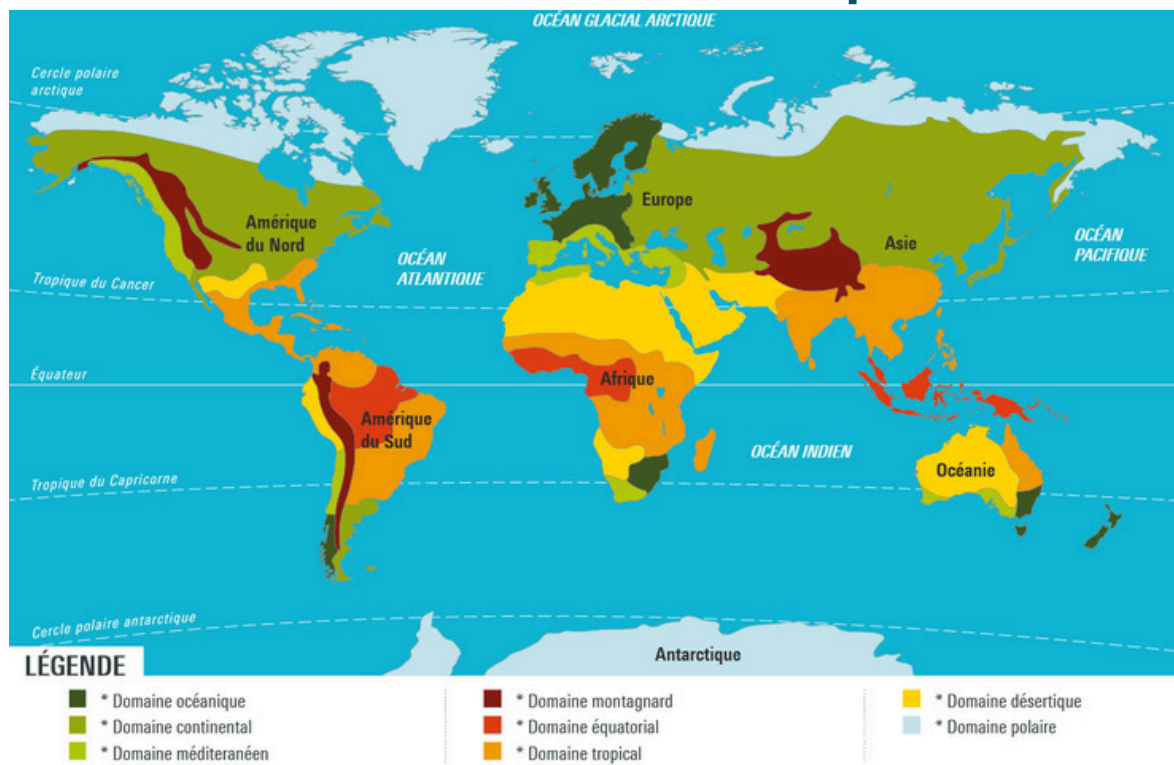 OCÉAN GLACIAL ARCTIQUE
Cercle polaire
arctique
Amérique
du Nord
Europe
Asie
OCÉAN
ATLANTIQUE
OCÉAN
PACIFIQUE
Tropique du Cancer
Équateur
Afrique
Amérique
du Sud
OCÉAN INDIEN
Océanie
Tropique du Capricorne
Cercle polaire antarctique
Antarctique
LÉGENDE
* Domaine océanique
* Domaine continental
* Domaine méditeranéen
* Domaine montagnard
* Domaine équatorial
* Domaine tropical
* Domaine désertique
* Domaine polaire